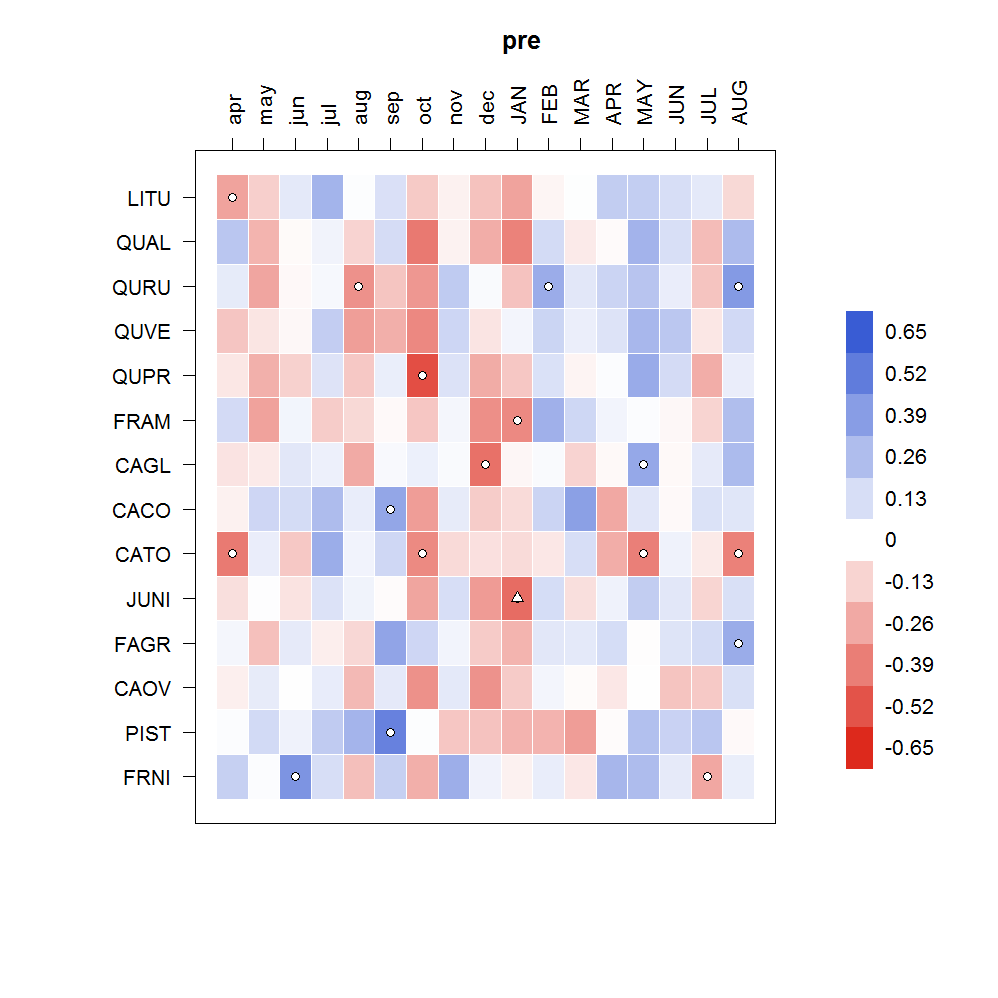 pre
apr may jun jul aug sep oct nov dec JAN FEB MAR APR MAY JUN JUL AUG
LITU
QUAL
QURU
QUVE
QUPR
FRAM
CAGL
CACO
CATO
JUNI
FAGR
CAOV
PIST
FRNI
0.65
0.52
0.39
0.26
0.13
0
-0.13
-0.26
-0.39
-0.52
-0.65